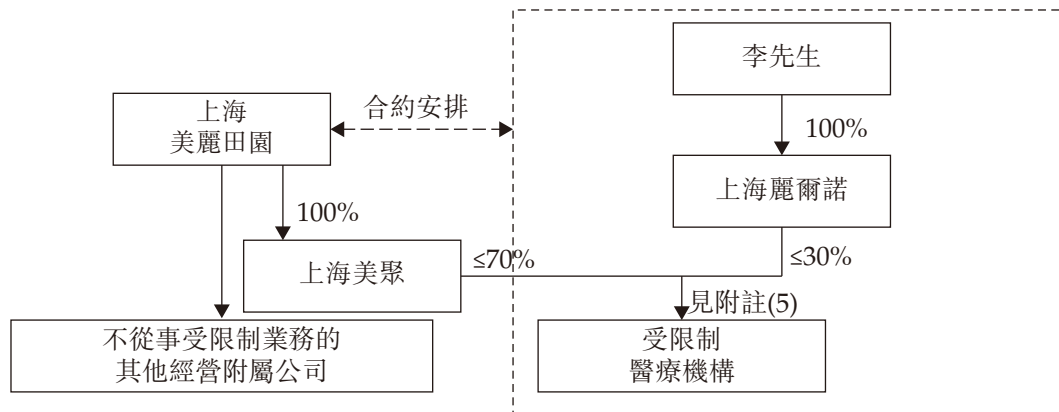 李先生
上海
美麗田園
合約安排
100%
上海麗爾諾
100%
上海美聚
≤70%
≤30%
見附註(5)
不從事受限制業務的
其他經營附屬公司
受限制
醫療機構